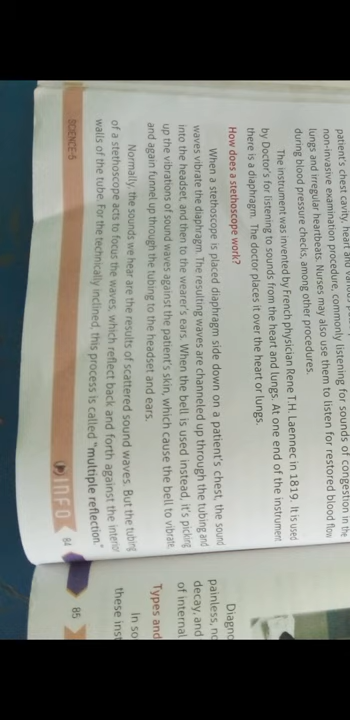 patient's chest cavity, heart and
non-invasive examination procedure, commonly listening for sounds of congestion in the
lungs and irregular heartbeats. Nurses may also use them to listen for restored blood flow
during blood pressure checks, among other procedures.
The instrument was invented by French physician Rene T.H. Laennec in 1819. It is used
by Doctor's for listening to sounds from the heart and lungs. At one end of the instrument
there is a diaphragm. The doctor places it over the heart or lungs.
How does a stethoscope work?
When a stethoscope is placed diaphragm side down on a patient's chest, the sound
waves vibrate the diaphragm. The resulting waves are channeled up through the tubing and
into the headset, and then to the wearer's ears. When the bell is used instead, it's picking
up the vibrations of sound waves against the patient's skin, which cause the bell to vibrate
and again funnel up through the tubing to the headset and ears.
Normally, the sounds we hear are the results of scattered sound waves. But the tubing
of a stethoscope acts to focus the waves, which reflect back and forth against the interior
walls of the tube. For the technically inclined, this process is called "multiple reflection."
SCIENCE-5
INFO
84
Diagno
painless, no
decay, and
of internal
Types and
In so
these inst
85